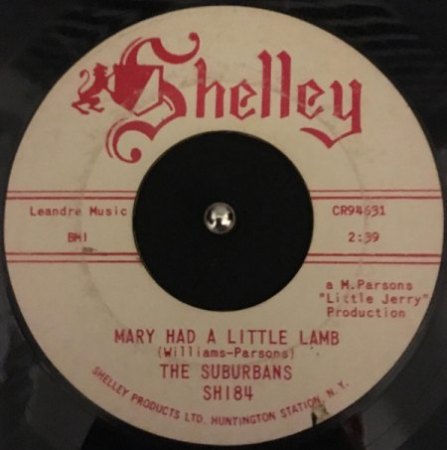 Shelley
Leandre Music
BMI
CR94631
2:39
a M.Parsons
"Little Jerry"
Production
MARY HAD A LITTLE LAMB
(Williams-Parsons)
THE SUBURBANS
SH184
SHELLEY PRODUCTS LTD. HUNTINGTON STATION, N.Y.